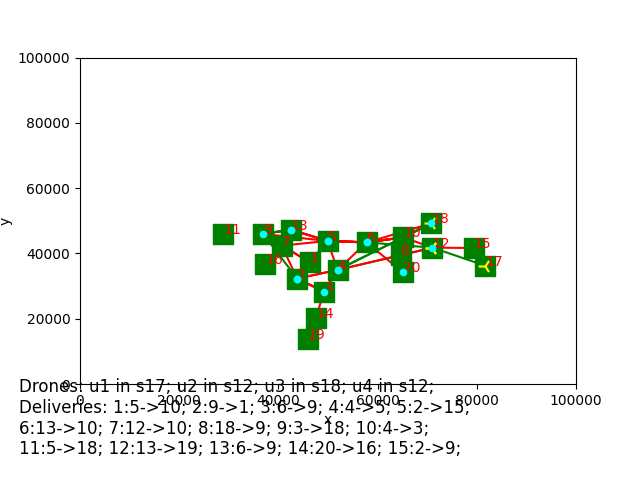 100000
80000
60000
40000
20000
0
y
0 20000 40000 60000 80000 100000
x
11
3
18
12
15
17
10
14
19
Drones: u1 in s17; u2 in s12; u3 in s18; u4 in s12;
Deliveries: 1:5->10; 2:9->1; 3:6->9; 4:4->5; 5:2->15;
6:13->10; 7:12->10; 8:18->9; 9:3->18; 10:4->3;
11:5->18; 12:13->19; 13:6->9; 14:20->16; 15:2->9;